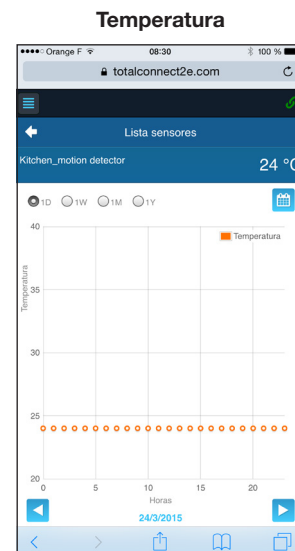 Temperatura
Orange F 08:30 100 %
totalconnect2e.com
Lista sensores
Kitchen_motion detector 24 °C
1D 1W 1M 1Y
Temperatura
40
35
30
25
20
Temperatura
0 5 10 15 20
Horas
24/3/2015